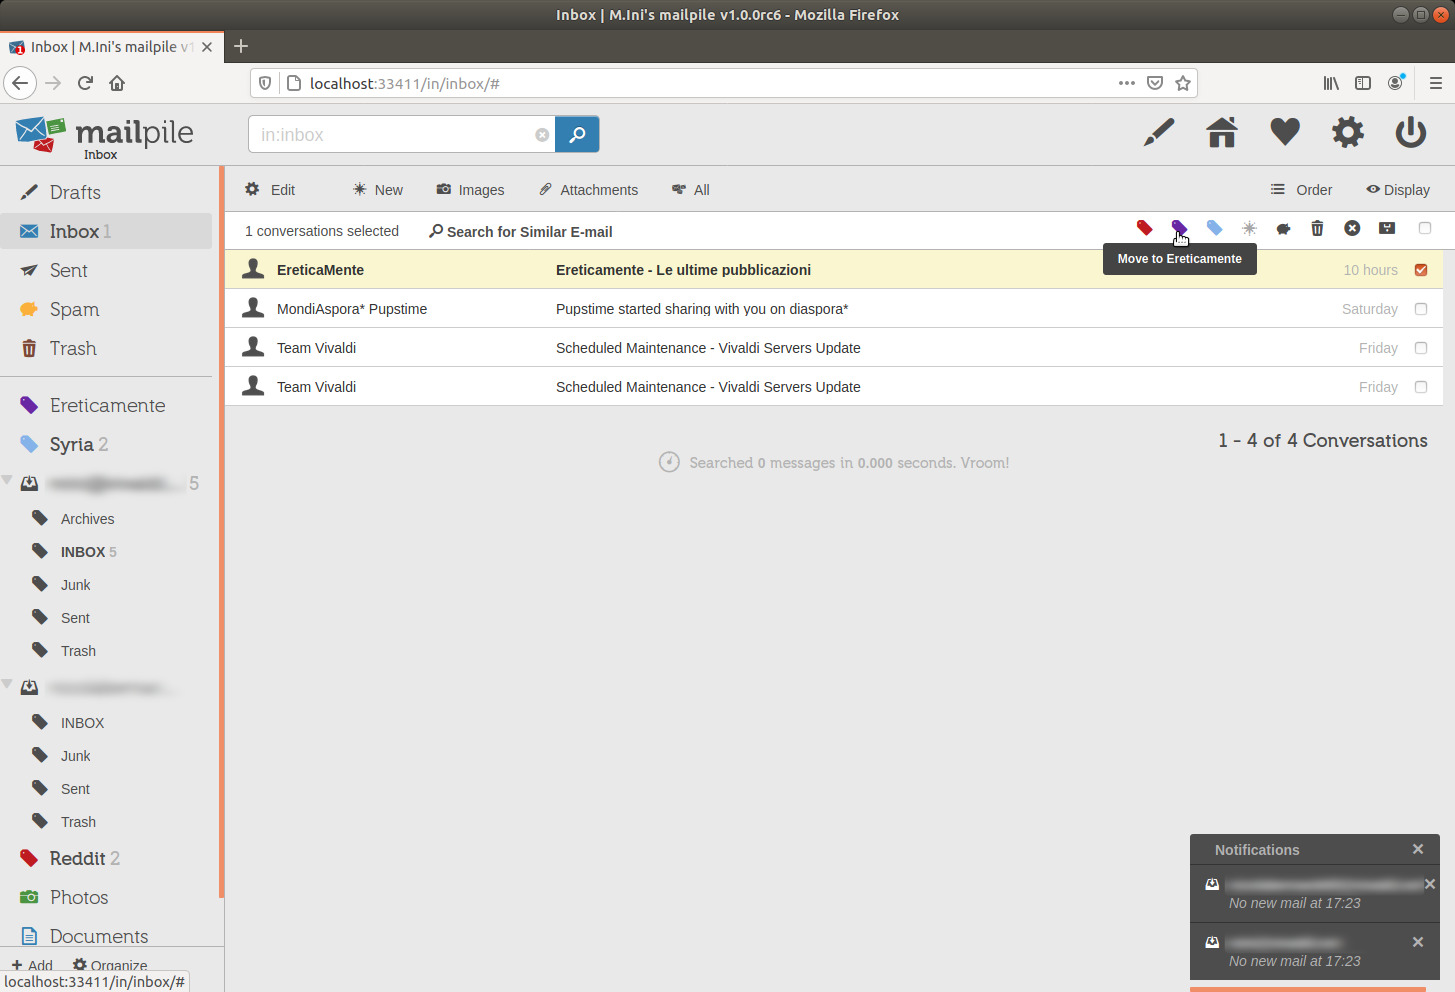 Inbox | M.Ini's mailpile v1.0.0rc6 - Mozilla Firefox
Inbox | M.Ini's mailpile v1
localhost:33411/in/inbox/#
mailpile
Inbox
in:inbox
Edit New Images Attachments All Order Display
1 conversations selected Search for Similar E-mail
Move to Ereticamente
EreticaMente Ereticamente - Le ultime pubblicazioni 10 hours
MondiAspora* Pupstime Pupstime started sharing with you on diaspora* Saturday
Team Vivaldi Scheduled Maintenance - Vivaldi Servers Update Friday
Team Vivaldi Scheduled Maintenance - Vivaldi Servers Update Friday
1 - 4 of 4 Conversations
Searched 0 messages in 0.000 seconds. Vroom!
Drafts
Inbox 1
Sent
Spam
Trash
Ereticamente
Syria 2
5
Archives
INBOX 5
Junk
Sent
Trash
INBOX
Junk
Sent
Trash
Reddit 2
Photos
Documents
Add Organize
localhost:33411/in/inbox/#
Notifications
No new mail at 17:23
No new mail at 17:23